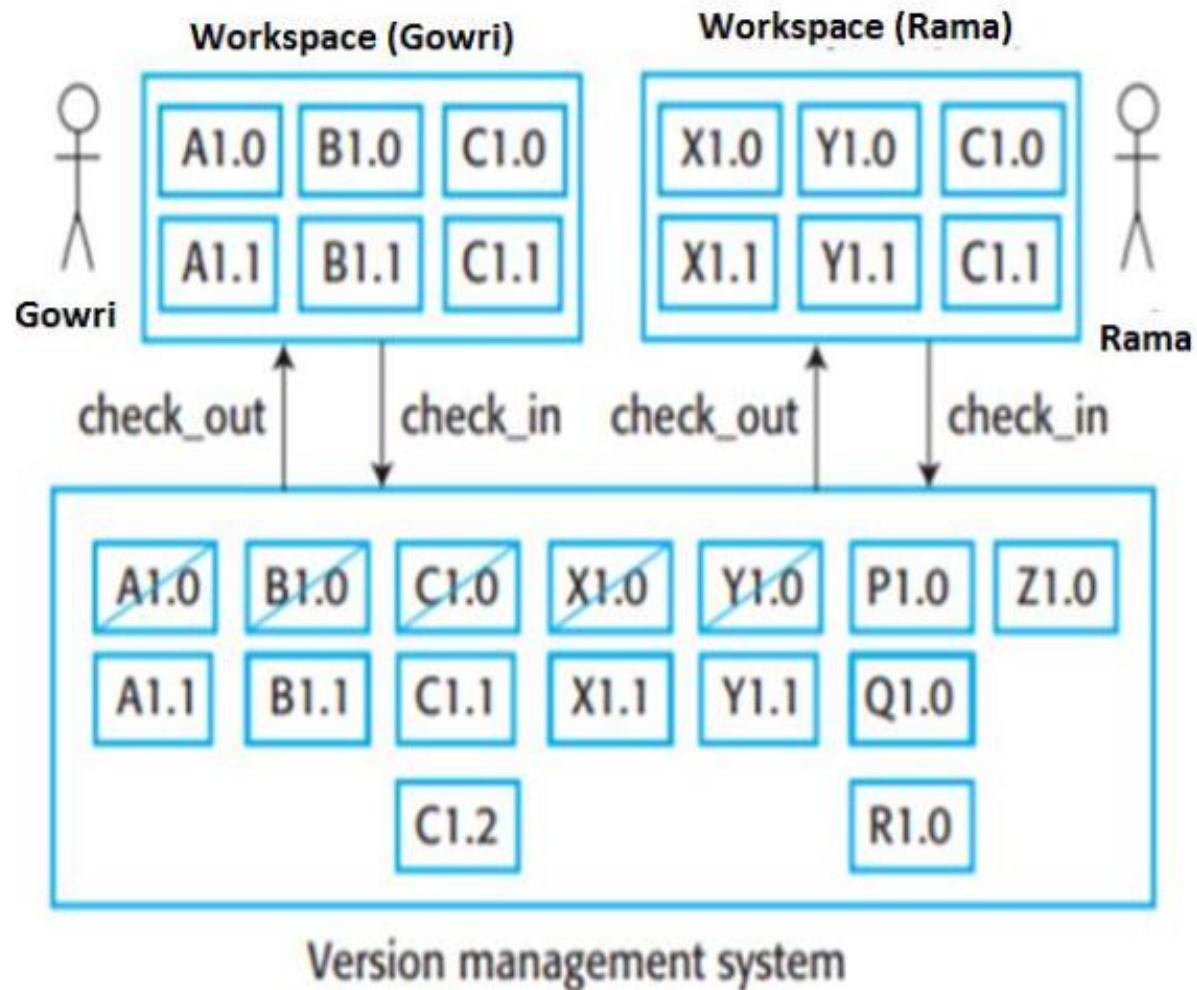 Workspace (Gowri)
Workspace (Rama)
A1.0 B1.0 C1.0
A1.1 B1.1 C1.1
X1.0 Y1.0 C1.0
X1.1 Y1.1 C1.1
Gowri
Rama
check_out
check_in
check_out
check_in
A1.0 B1.0 C1.0 X1.0 Y1.0 P1.0 Z1.0
A1.1 B1.1 C1.1 X1.1 Y1.1 Q1.0
C1.2 R1.0
Version management system